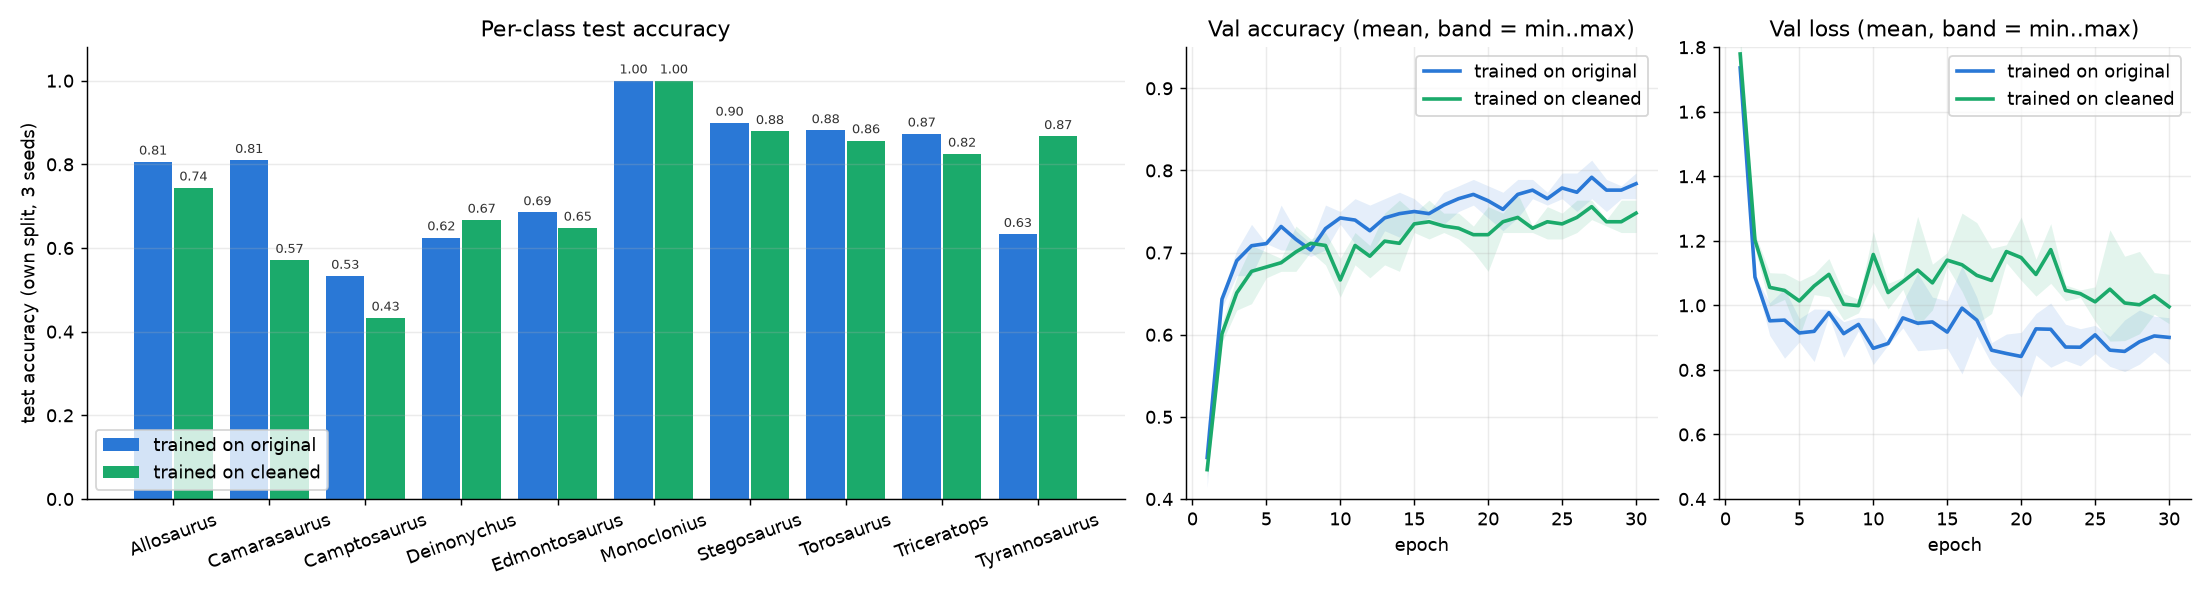 Per-class test accuracy
test accuracy (own split, 3 seeds)
1.0
0.8
0.6
0.4
0.2
0.0
0.81
0.74
0.81
0.57
0.53
0.43
0.62
0.67
0.69
0.65
1.00
1.00
0.90
0.88
0.88
0.86
0.87
0.82
0.63
0.87
trained on original
trained on cleaned
Allosaurus
Camarasaurus
Camptosaurus
Deinonychus
Edmontosaurus
Monoclonius
Stegosaurus
Torosaurus
Triceratops
Tyrannosaurus
Val accuracy (mean, band = min..max)
trained on original
trained on cleaned
0.9
0.8
0.7
0.6
0.5
0.4
0 5 10 15 20 25 30
epoch
Val loss (mean, band = min..max)
trained on original
trained on cleaned
1.8
1.6
1.4
1.2
1.0
0.8
0.6
0.4
0 5 10 15 20 25 30
epoch